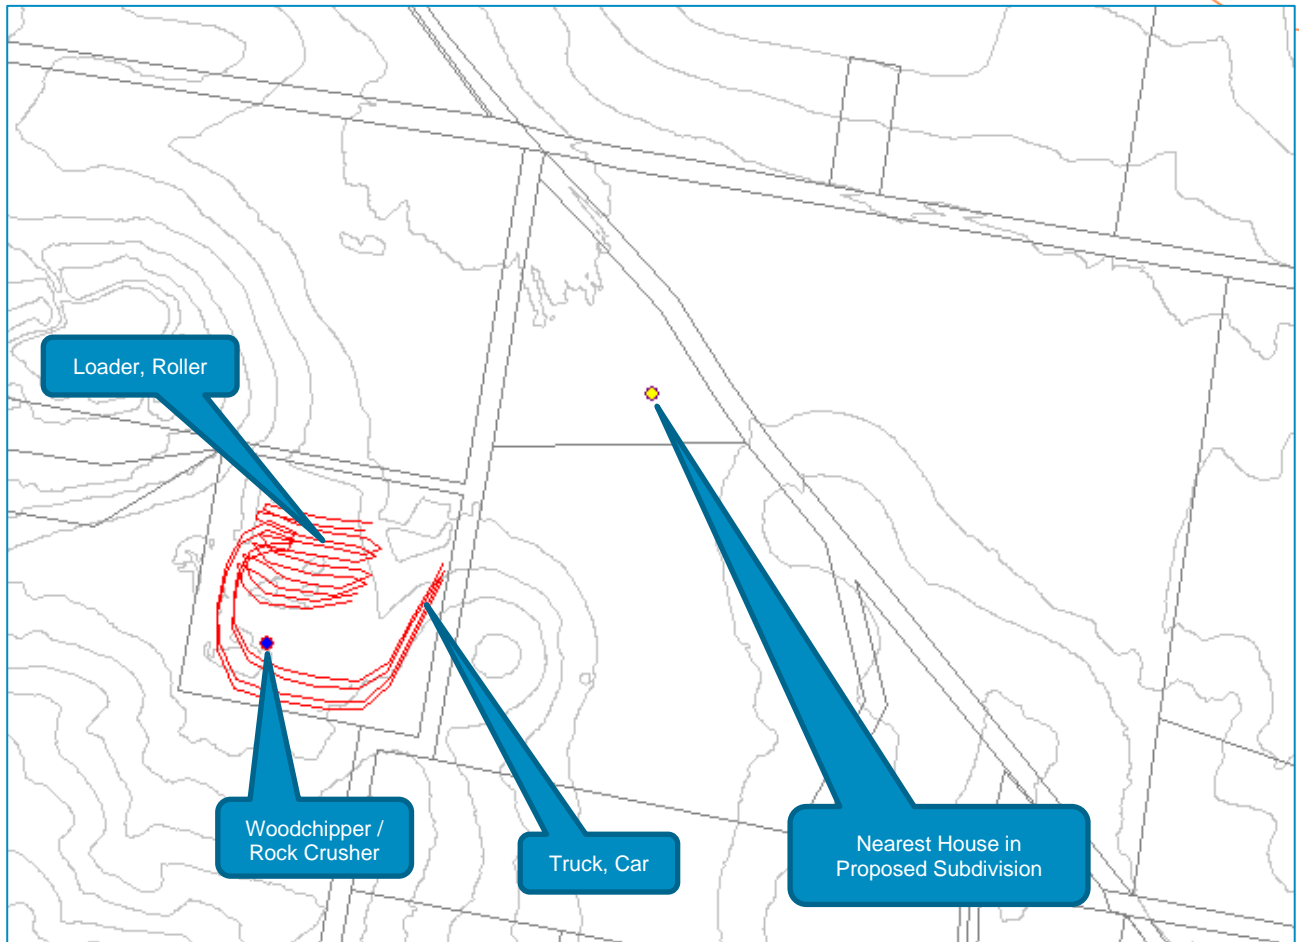 Loader, Roller
Woodchipper /
Rock Crusher
Truck, Car
Nearest House in
Proposed Subdivision